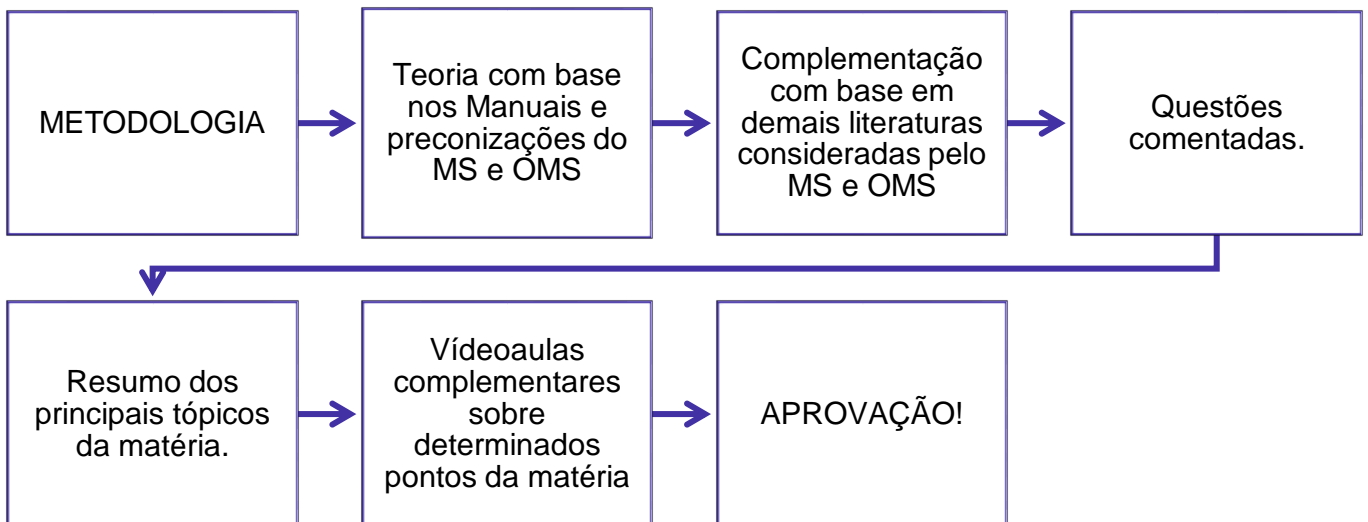 METODOLOGIA
Teoria com base
nos Manuais e
preconizações do
MS e OMS
Complementação
com base em
demais literaturas
consideradas pelo
MS e OMS
Questões
comentadas.
Resumo dos
principais tópicos
da matéria.
Vídeoaulas
complementares
sobre
determinados
pontos da matéria
APROVAÇÃO!